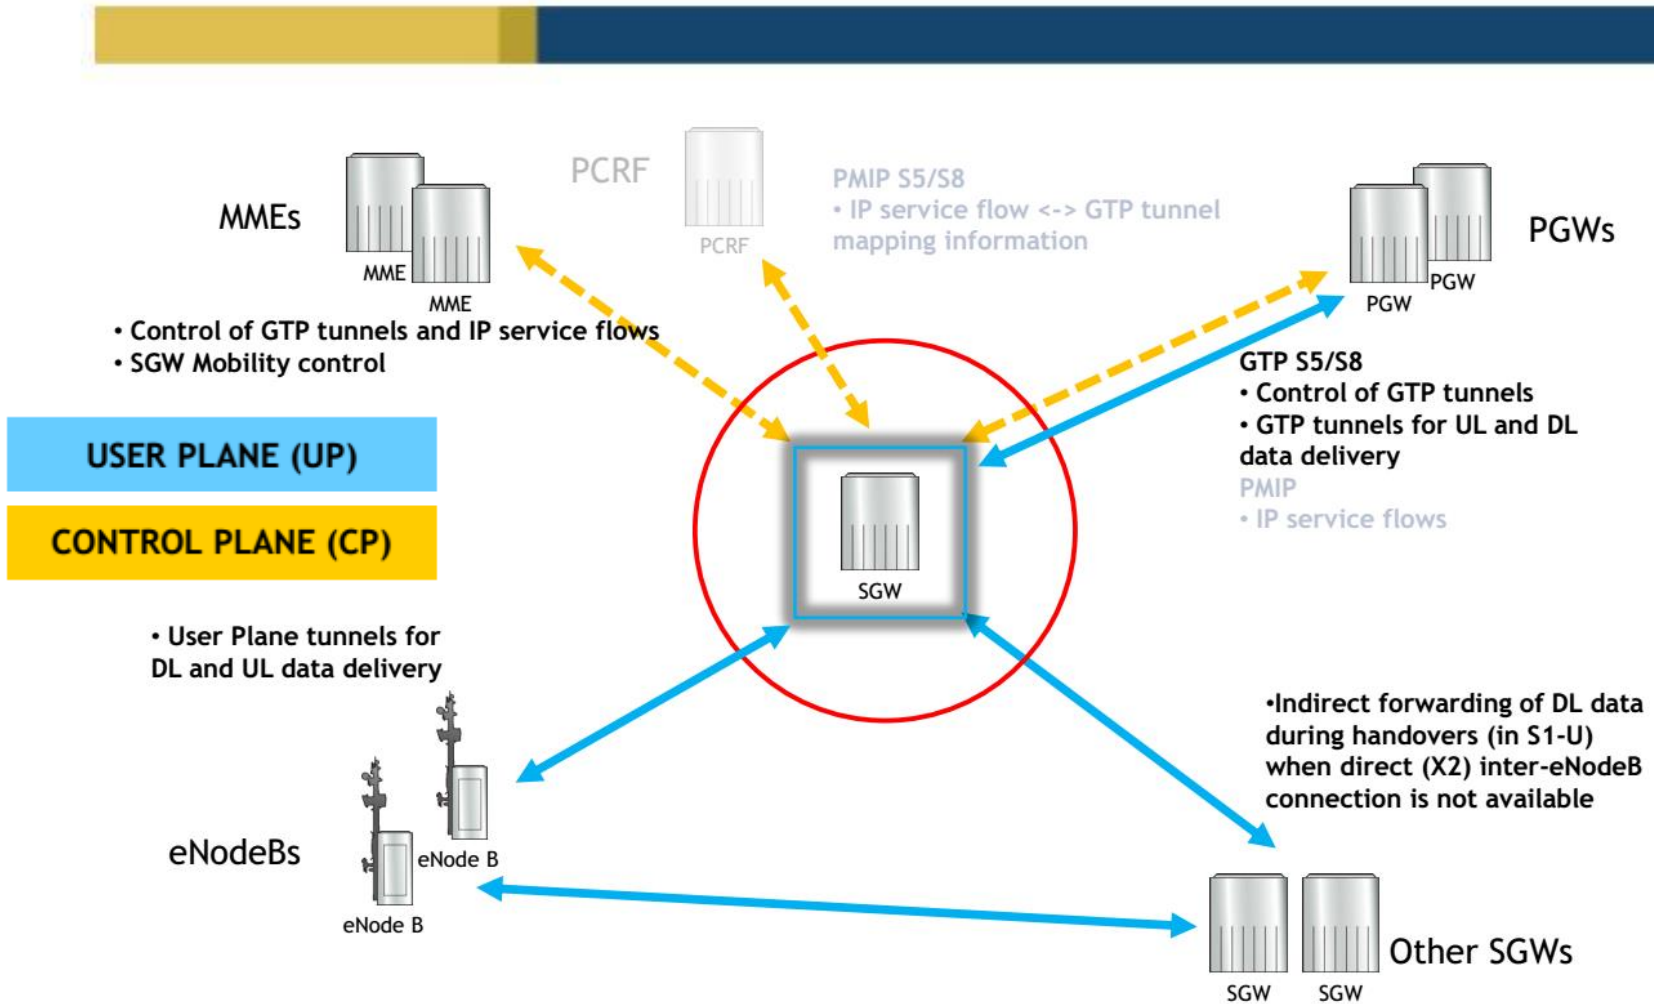 PCRF
PCRF
MMEs
MME
MME
• Control of GTP tunnels and IP service flows
• SGW Mobility control
PMIP S5/S8
• IP service flow <-> GTP tunnel
mapping information
PGWs
PGW
PGW
GTP S5/S8
• Control of GTP tunnels
• GTP tunnels for UL and DL
data delivery
PMIP
• IP service flows
USER PLANE (UP)
CONTROL PLANE (CP)
SGW
• User Plane tunnels for
DL and UL data delivery
eNodeBs
eNode B
eNode B
•Indirect forwarding of DL data
during handovers (in S1-U)
when direct (X2) inter-eNodeB
connection is not available
Other SGWs
SGW
SGW